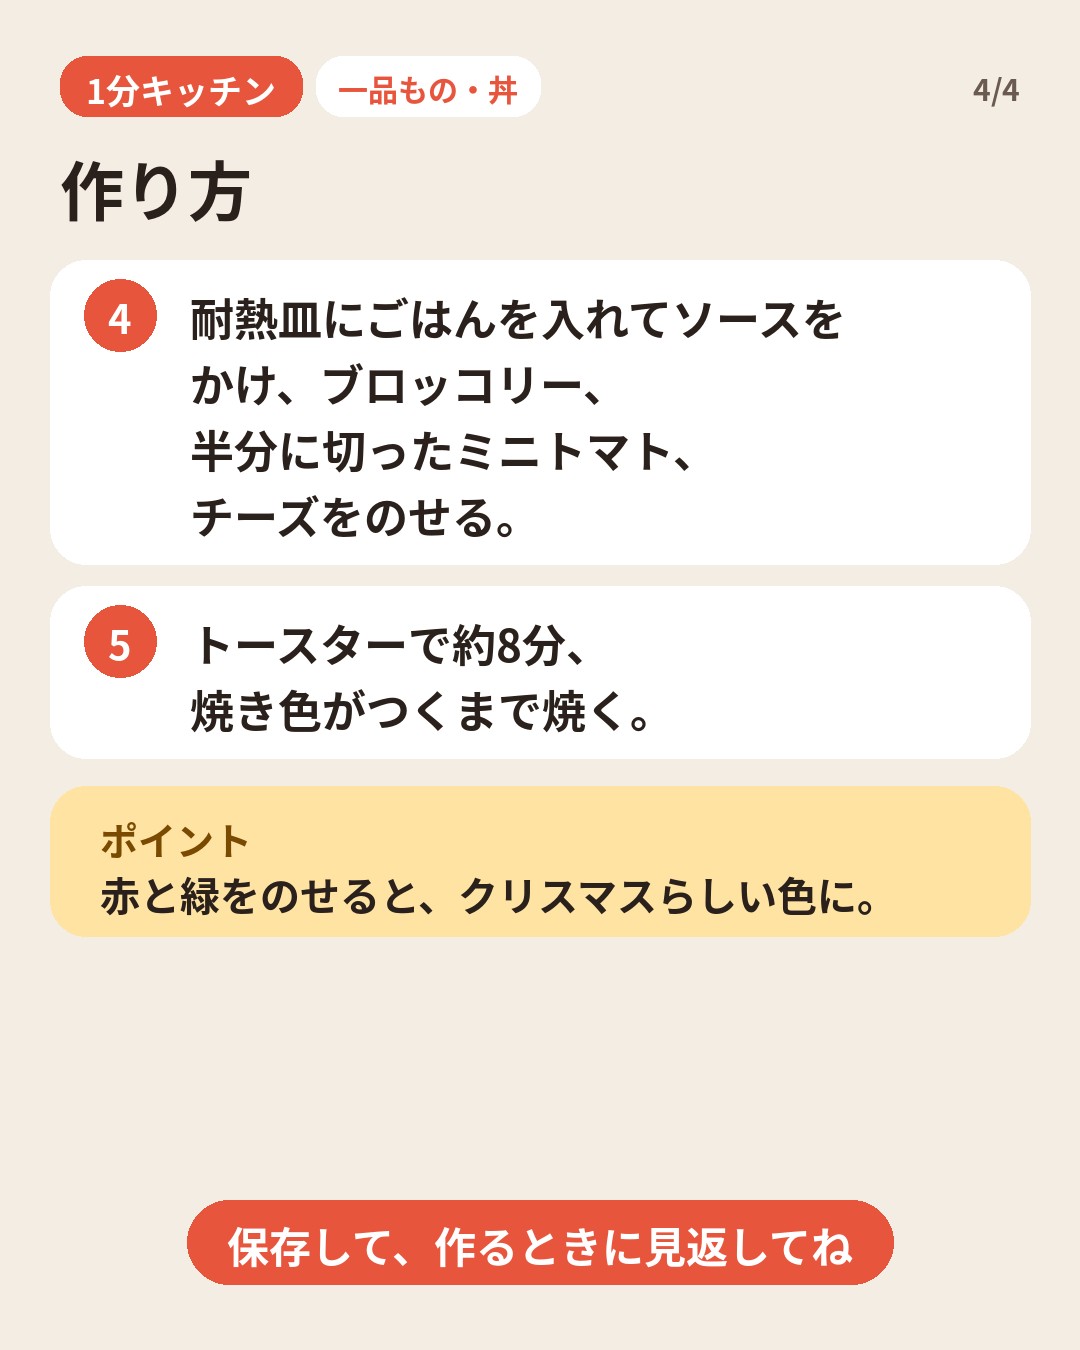 1分キッチン
一品もの・丼
4/4
作り方
4
耐熱皿にごはんを入れてソースを
かけ、ブロッコリー、
半分に切ったミニトマト、
チーズをのせる。
5
トースターで約8分、
焼き色がつくまで焼く。
ポイント
赤と緑をのせると、クリスマスらしい色に。
保存して、作るときに見返してね